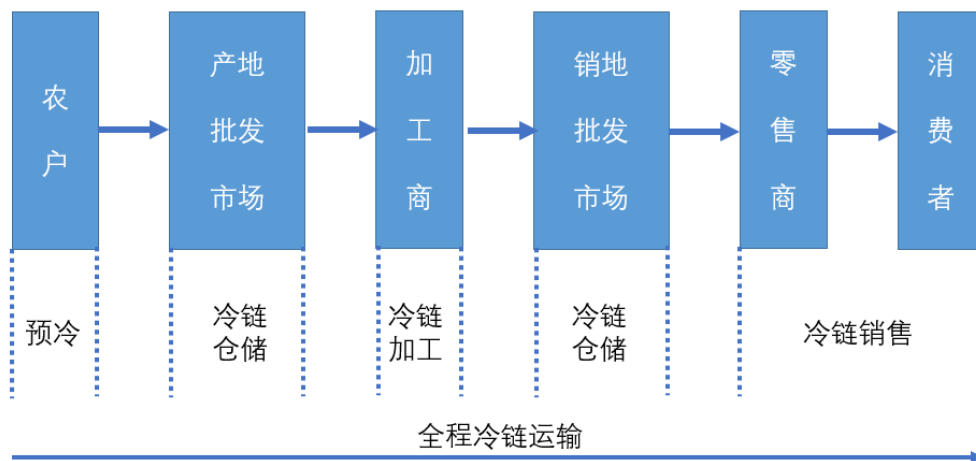 农户
产地批发市场
加工商
销地批发市场
零售商
消费者
预冷
冷链
仓储
冷链
加工
冷链
仓储
冷链销售
全程冷链运输